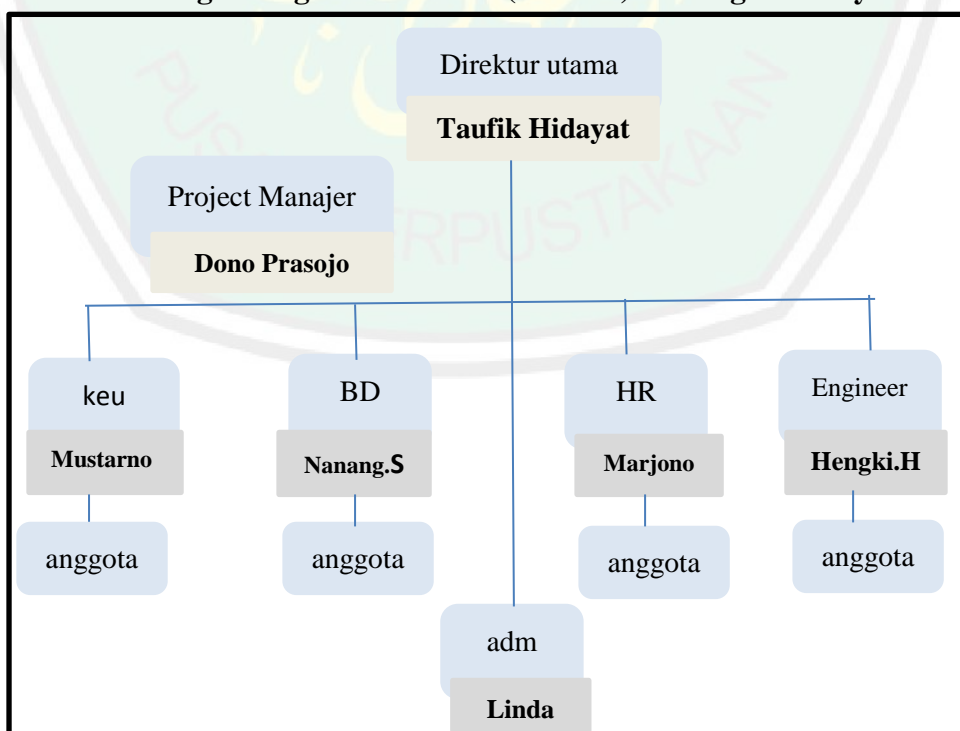 Direktur utama
Taufik Hidayat
Project Manajer
Dono Prasojo
keu
Mustarno
BD
Nanang.S
HR
Marjono
Engineer
Hengki.H
anggota
anggota
anggota
anggota
adm
Linda